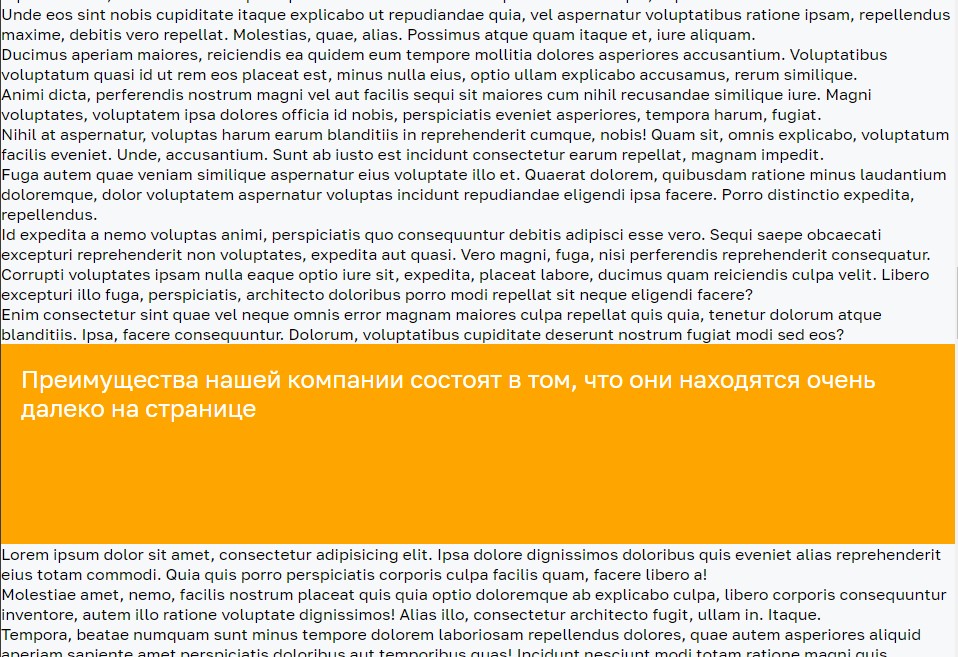 Unde eos sint nobis cupiditate itaque explicabo ut repudiandae quia, vel aspernatur voluptatibus ratione ipsam, repellendus
maxime, debitis vero repellat. Molestias, quae, alias. Possimus atque quam itaque et, iure aliquam.
Ducimus aperiam maiores, reiciendis ea quidem eum tempore mollitia dolores asperiores accusantium. Voluptatibus
voluptatum quasi id ut rem eos placeat est, minus nulla eius, optio ullam explicabo accusamus, rerum similique.
Animi dicta, perferendis nostrum magni vel aut facilis sequi sit maiores cum nihil recusandae similique iure. Magni
voluptates, voluptatem ipsa dolores officia id nobis, perspiciatis eveniet asperiores, tempora harum, fugiat.
Nihil at aspernatur, voluptas harum earum blanditiis in reprehenderit cumque, nobis! Quam sit, omnis explicabo, voluptatum
facilis eveniet. Unde, accusantium. Sunt ab iusto est incidunt consectetur earum repellat, magnam impedit.
Fuga autem quae veniam similique aspernatur eius voluptate illo et. Quaerat dolorem, quibusdam ratione minus laudantium
doloremque, dolor voluptatem aspernatur voluptas incidunt repudiandae eligendi ipsa facere. Porro distinctio expedita,
repellendus.
Id expedita a nemo voluptas animi, perspiciatis quo consequuntur debitis adipisci esse vero. Sequi saepe obcaecati
excepturi reprehenderit non voluptates, expedita aut quasi. Vero magni, fuga, nisi perferendis reprehenderit consequatur.
Corrupti voluptates ipsam nulla eaque optio iure sit, expedita, placeat labore, ducimus quam reiciendis culpa velit. Libero
excepturi illo fuga, perspiciatis, architecto doloribus porro modi repellat sit neque eligendi facere?
Enim consectetur sint quae vel neque omnis error magnam maiores culpa repellat quis quia, tenetur dolorum atque
blanditiis. Ipsa, facere consequuntur. Dolorum, voluptatibus cupiditate deserunt nostrum fugiat modi sed eos?
Преимущества нашей компании состоят в том, что они находятся очень
далеко на странице
Lorem ipsum dolor sit amet, consectetur adipisicing elit. Ipsa dolore dignissimos doloribus quis eveniet alias reprehenderit
eius totam commodi. Quia quis porro perspiciatis corporis culpa facilis quam, facere libero a!
Molestiae amet, nemo, facilis nostrum placeat quis quia optio doloremque ab explicabo culpa, libero corporis consequuntur
inventore, autem illo ratione voluptate dignissimos! Alias illo, consectetur architecto fugit, ullam in. Itaque.
Tempora, beatae numquam sunt minus tempore dolorem laboriosam repellendus dolores, quae autem asperiores aliquid
aperiam sapiente amet perspiciatis doloribus aut temporibus quas! Incidunt nesciunt modi totam ratione magni quis